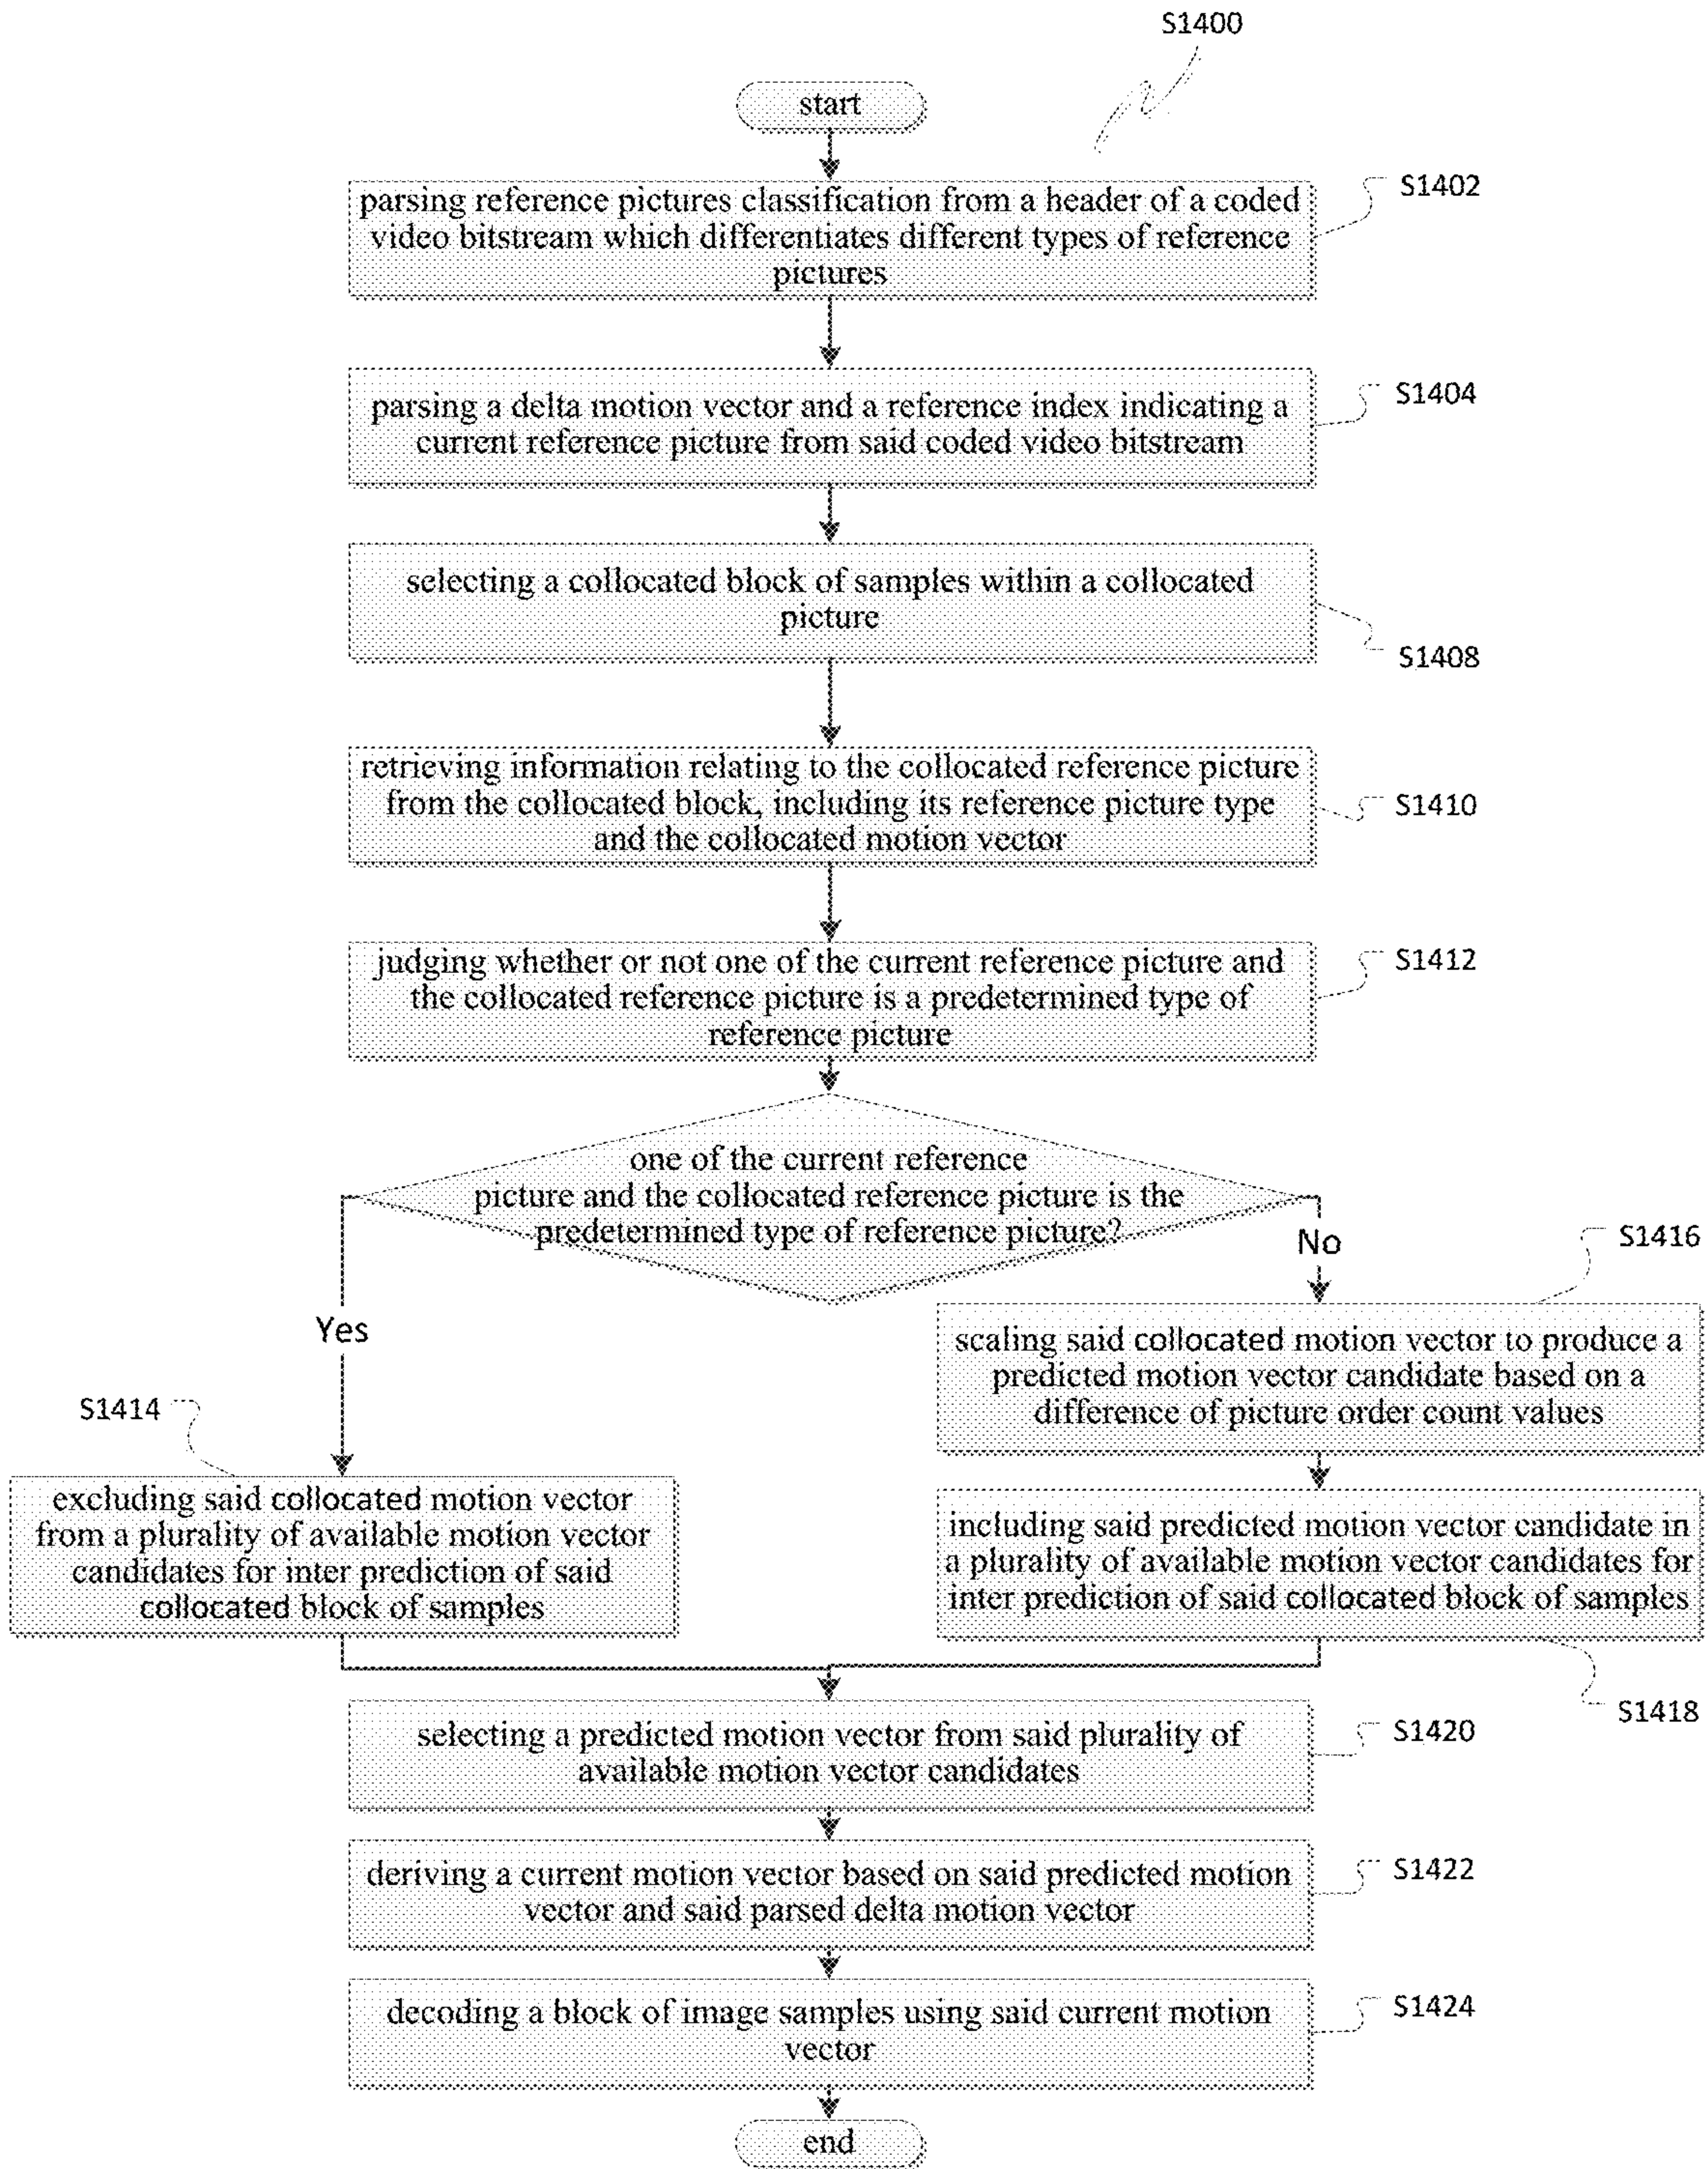 S1400
start
parsing reference pictures classification from a header of a coded
video bitstream which differentiates different types of reference
pictures
S1402
parsing a delta motion vector and a reference index indicating a
current reference picture from said coded video bitstream
S1404
selecting a collocated block of samples within a collocated
picture
S1408
retrieving information relating to the collocated reference picture
from the collocated block, including its reference picture type
and the collocated motion vector
S1410
judging whether or not one of the current reference picture and
the collocated reference picture is a predetermined type of
reference picture
S1412
one of the current reference
picture and the collocated reference picture is the
predetermined type of reference picture?
Yes
No
S1416
scaling said collocated motion vector to produce a
predicted motion vector candidate based on a
difference of picture order count values
S1414
excluding said collocated motion vector
from a plurality of available motion vector
candidates for inter prediction of said
collocated block of samples
including said predicted motion vector candidate in
a plurality of available motion vector candidates for
inter prediction of said collocated block of samples
S1418
selecting a predicted motion vector from said plurality of
available motion vector candidates
S1420
deriving a current motion vector based on said predicted motion
vector and said parsed delta motion vector
S1422
decoding a block of image samples using said current motion
vector
S1424
end